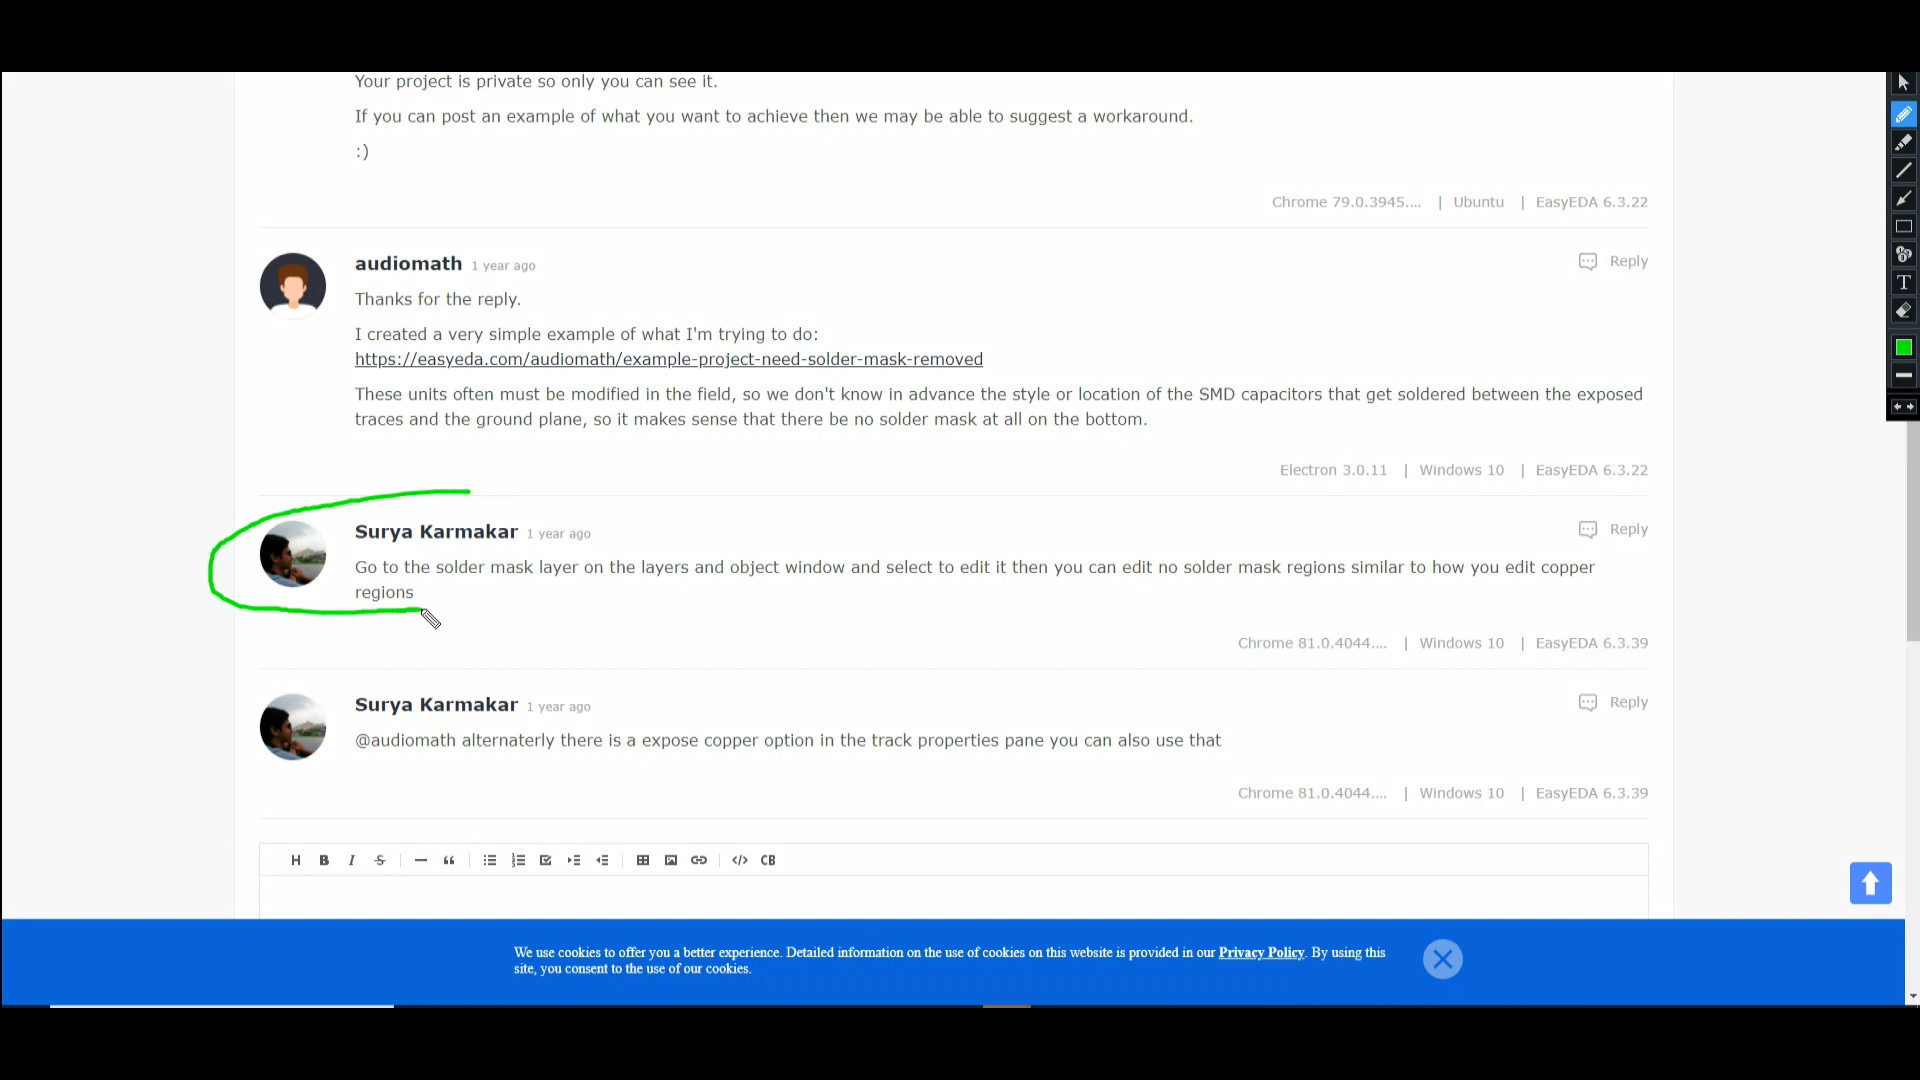 Your project is private so only you can see it.
If you can post an example of what you want to achieve then we may be able to suggest a workaround.
:)
Chrome 79.0.3945.... | Ubuntu | EasyEDA 6.3.22
audiomath 1 year ago
Reply
Thanks for the reply.
I created a very simple example of what I'm trying to do:
https://easyeda.com/audiomath/example-project-need-solder-mask-removed
These units often must be modified in the field, so we don't know in advance the style or location of the SMD capacitors that get soldered between the exposed
traces and the ground plane, so it makes sense that there be no solder mask at all on the bottom.
Electron 3.0.11 | Windows 10 | EasyEDA 6.3.22
Surya Karmakar 1 year ago
Reply
Go to the solder mask layer on the layers and object window and select to edit it then you can edit no solder mask regions similar to how you edit copper
regions
Chrome 81.0.4044.... | Windows 10 | EasyEDA 6.3.39
Surya Karmakar 1 year ago
Reply
@audiomath alternaterly there is a expose copper option in the track properties pane you can also use that
Chrome 81.0.4044.... | Windows 10 | EasyEDA 6.3.39
H B I S </> CB
We use cookies to offer you a better experience. Detailed information on the use of cookies on this website is provided in our Privacy Policy. By using this
site, you consent to the use of our cookies.
T